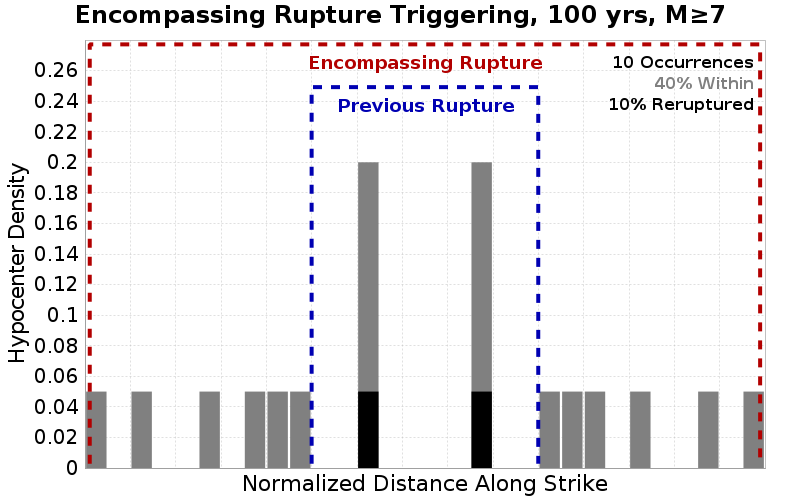 Encompassing Rupture Triggering, 100 yrs, M≥7
Encompassing Rupture
Previous Rupture
10 Occurrences
40% Within
10% Reruptured
Hypocenter Density
0.26
0.24
0.22
0.2
0.18
0.16
0.14
0.12
0.1
0.08
0.06
0.04
0.02
0
Normalized Distance Along Strike